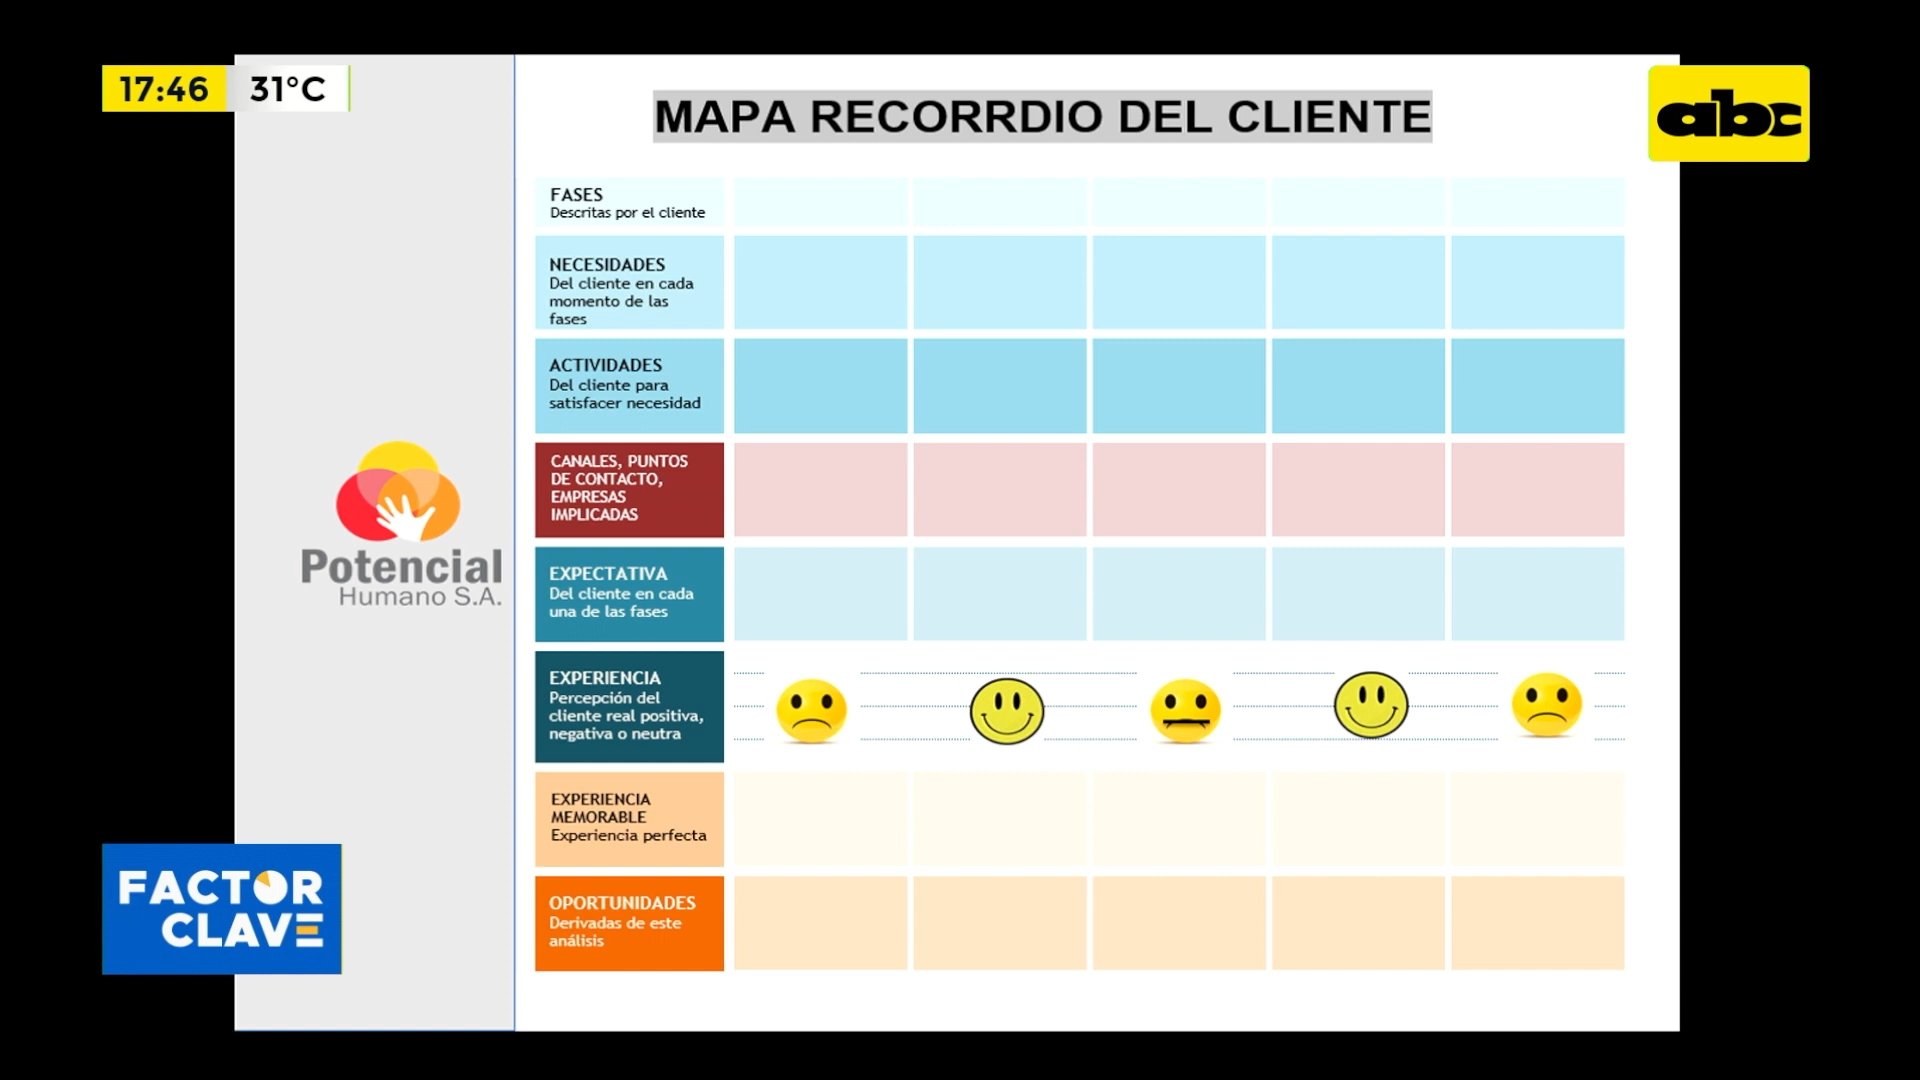 17:46 31°C
abc
MAPA RECORRDIO DEL CLIENTE
FASES
Descritas por el cliente
NECESIDADES
Del cliente en cada
momento de las
fases
ACTIVIDADES
Del cliente para
satisfacer necesidad
CANALES, PUNTOS
DE CONTACTO,
EMPRESAS
IMPLICADAS
EXPECTATIVA
Del cliente en cada
una de las fases
EXPERIENCIA
Percepción del
cliente real positiva,
negativa o neutra
EXPERIENCIA
MEMORABLE
Experiencia perfecta
OPORTUNIDADES
Derivadas de este
análisis
Potencial
Humano S.A.
FACTOR
CLAVE